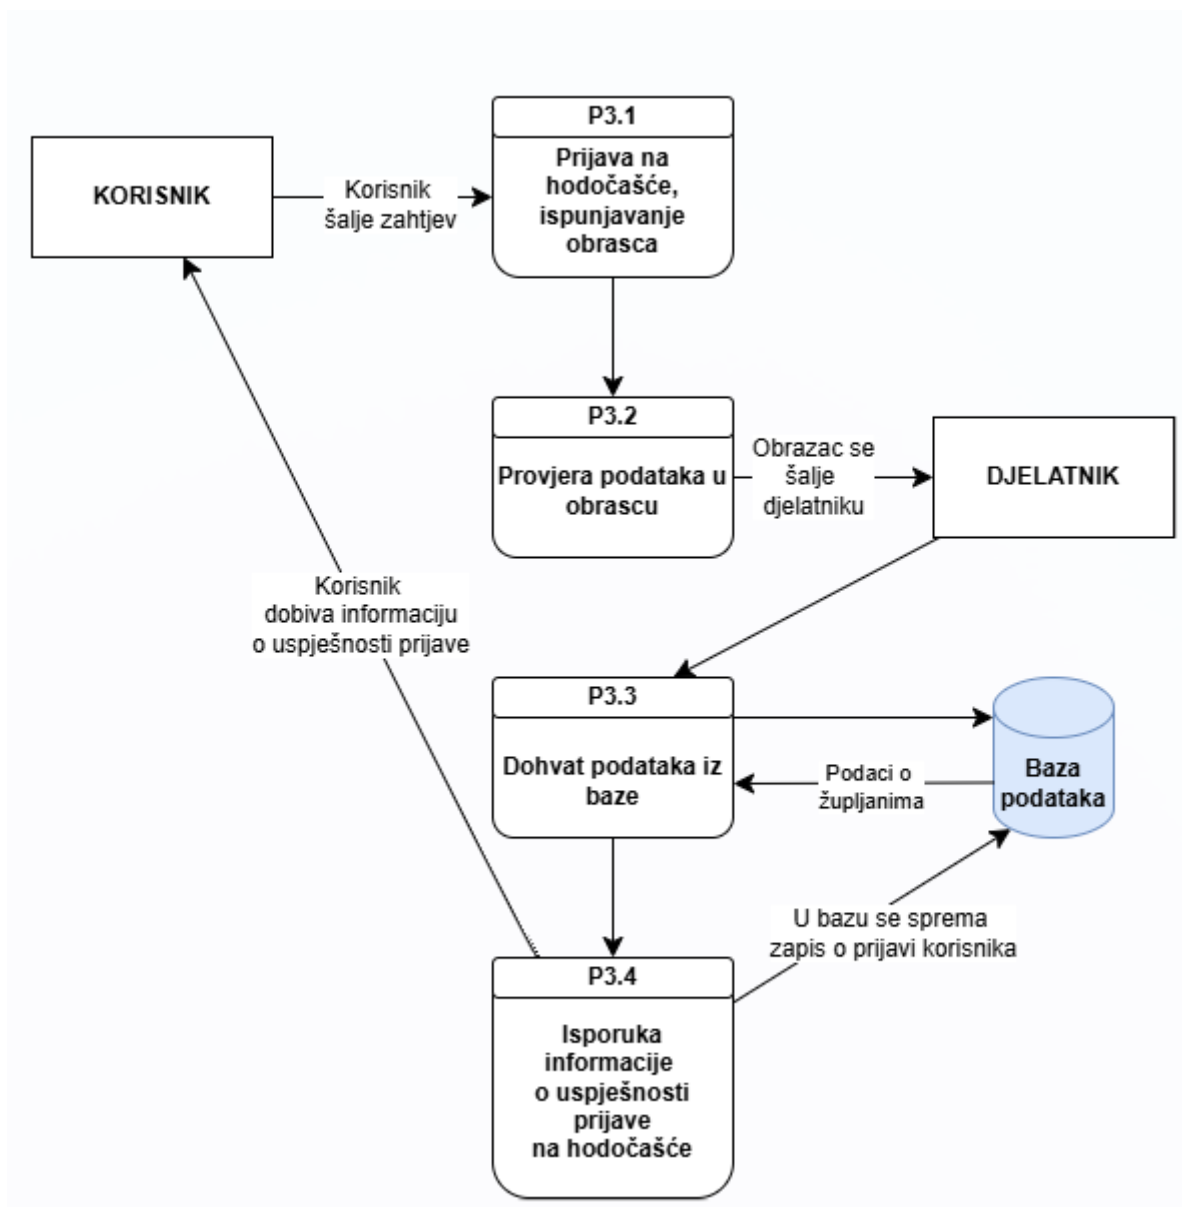 P3.1
Prijava na
hodočašće,
ispunjavanje
obrasca
KORISNIK
Korisnik
šalje zahtjev
P3.2
Provjera podataka u
obrascu
Obrazac se
šalje
djelatniku
DJELATNIK
Korisnik
dobiva informaciju
o uspješnosti prijave
P3.3
Dohvat podataka iz
baze
Podaci o
župljanima
Baza
podataka
U bazu se sprema
zapis o prijavi korisnika
P3.4
Isporuka
informacije
o uspješnosti
prijave
na hodočašće